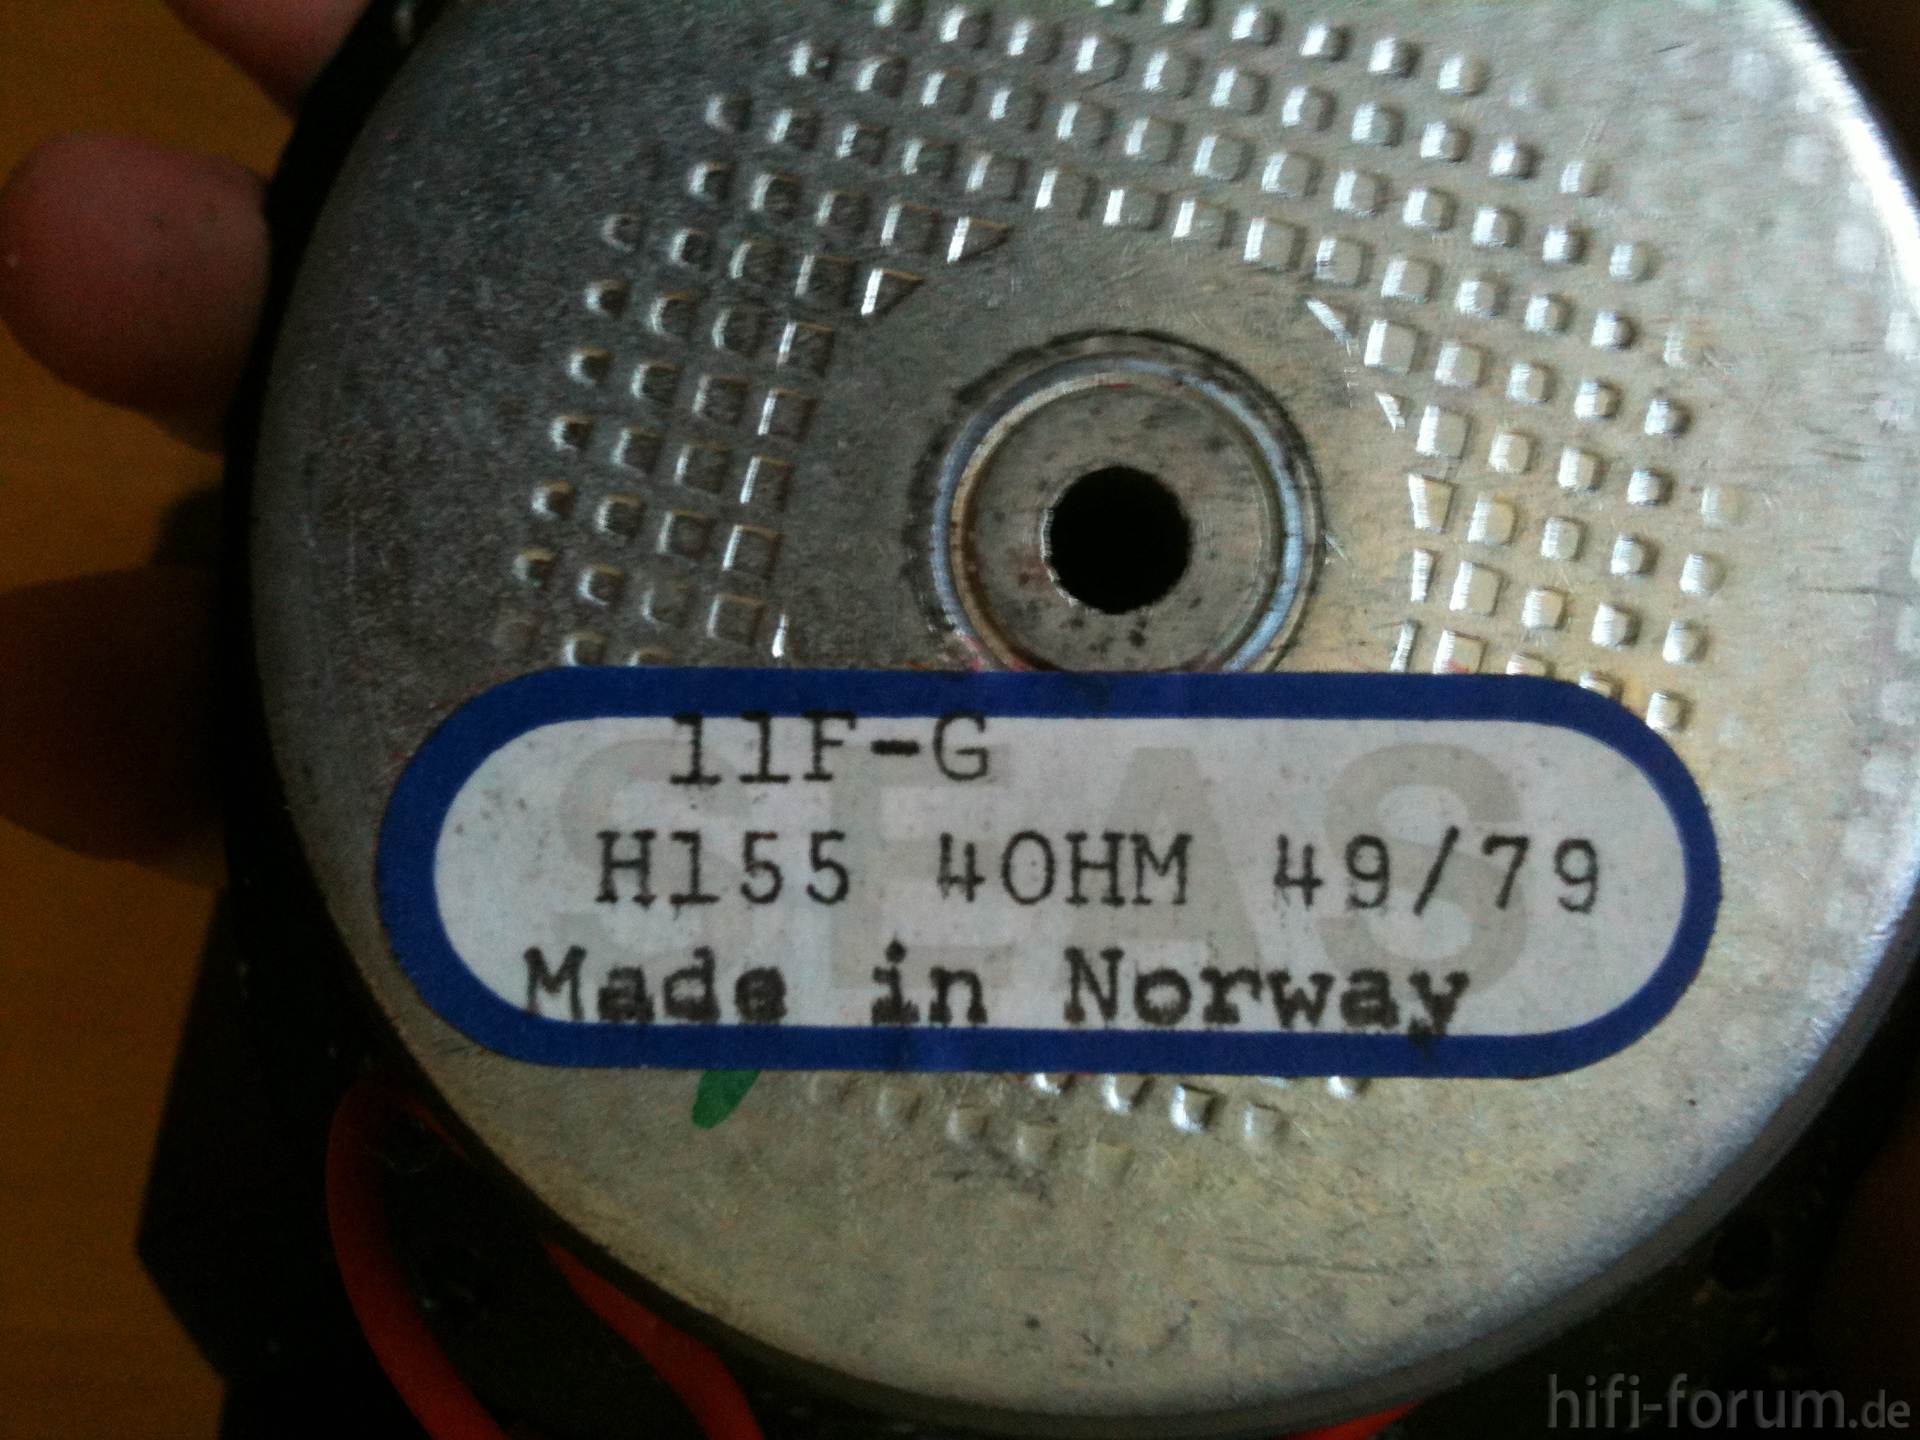 SEAS
11F-G
H155 4OHM 49/79
Made in Norway
hifi-forum.de